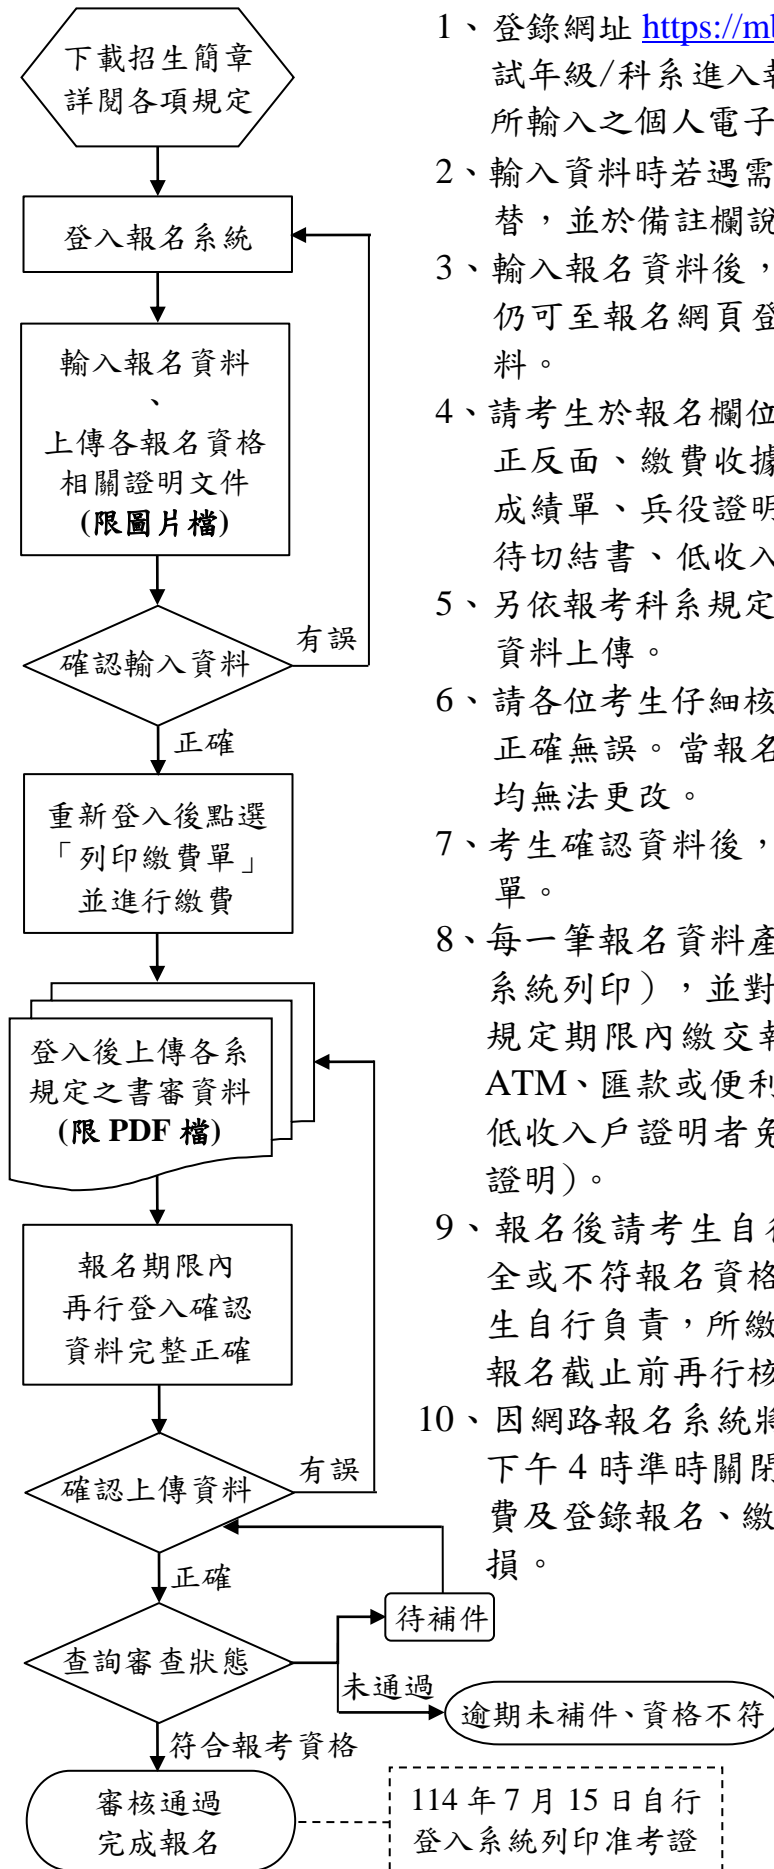 下載招生簡章
詳閱各項規定
登入報名系統
輸入報名資料
、
上傳各報名資格
相關證明文件
(限圖片檔)
確認輸入資料
有誤
正確
重新登入後點選
「列印繳費單」
並進行繳費
登入後上傳各系
規定之書審資料
(限 PDF 檔)
報名期限內
再行登入確認
資料完整正確
確認上傳資料
有誤
正確
待補件
查詢審查狀態
未通過
逾期未補件、資格不符
符合報考資格
審核通過
完成報名
114 年 7 月 15 日自行
登入系統列印准考證
1、登錄網址 https://mb
試年級/科系進入報
所輸入之個人電子
2、輸入資料時若遇需
替，並於備註欄說
3、輸入報名資料後，
仍可至報名網頁登
料。
4、請考生於報名欄位
正反面、繳費收據
成績單、兵役證明
待切結書、低收入
5、另依報考科系規定
資料上傳。
6、請各位考生仔細核
正確無誤。當報名
均無法更改。
7、考生確認資料後，
單。
8、每一筆報名資料產
系統列印），並對
規定期限內繳交報
ATM、匯款或便利
低收入戶證明者免
證明)。
9、報名後請考生自行
全或不符報名資格
生自行負責，所繳
報名截止前再行核
10、因網路報名系統將
下午 4 時準時關閉
費及登錄報名、繳
損。